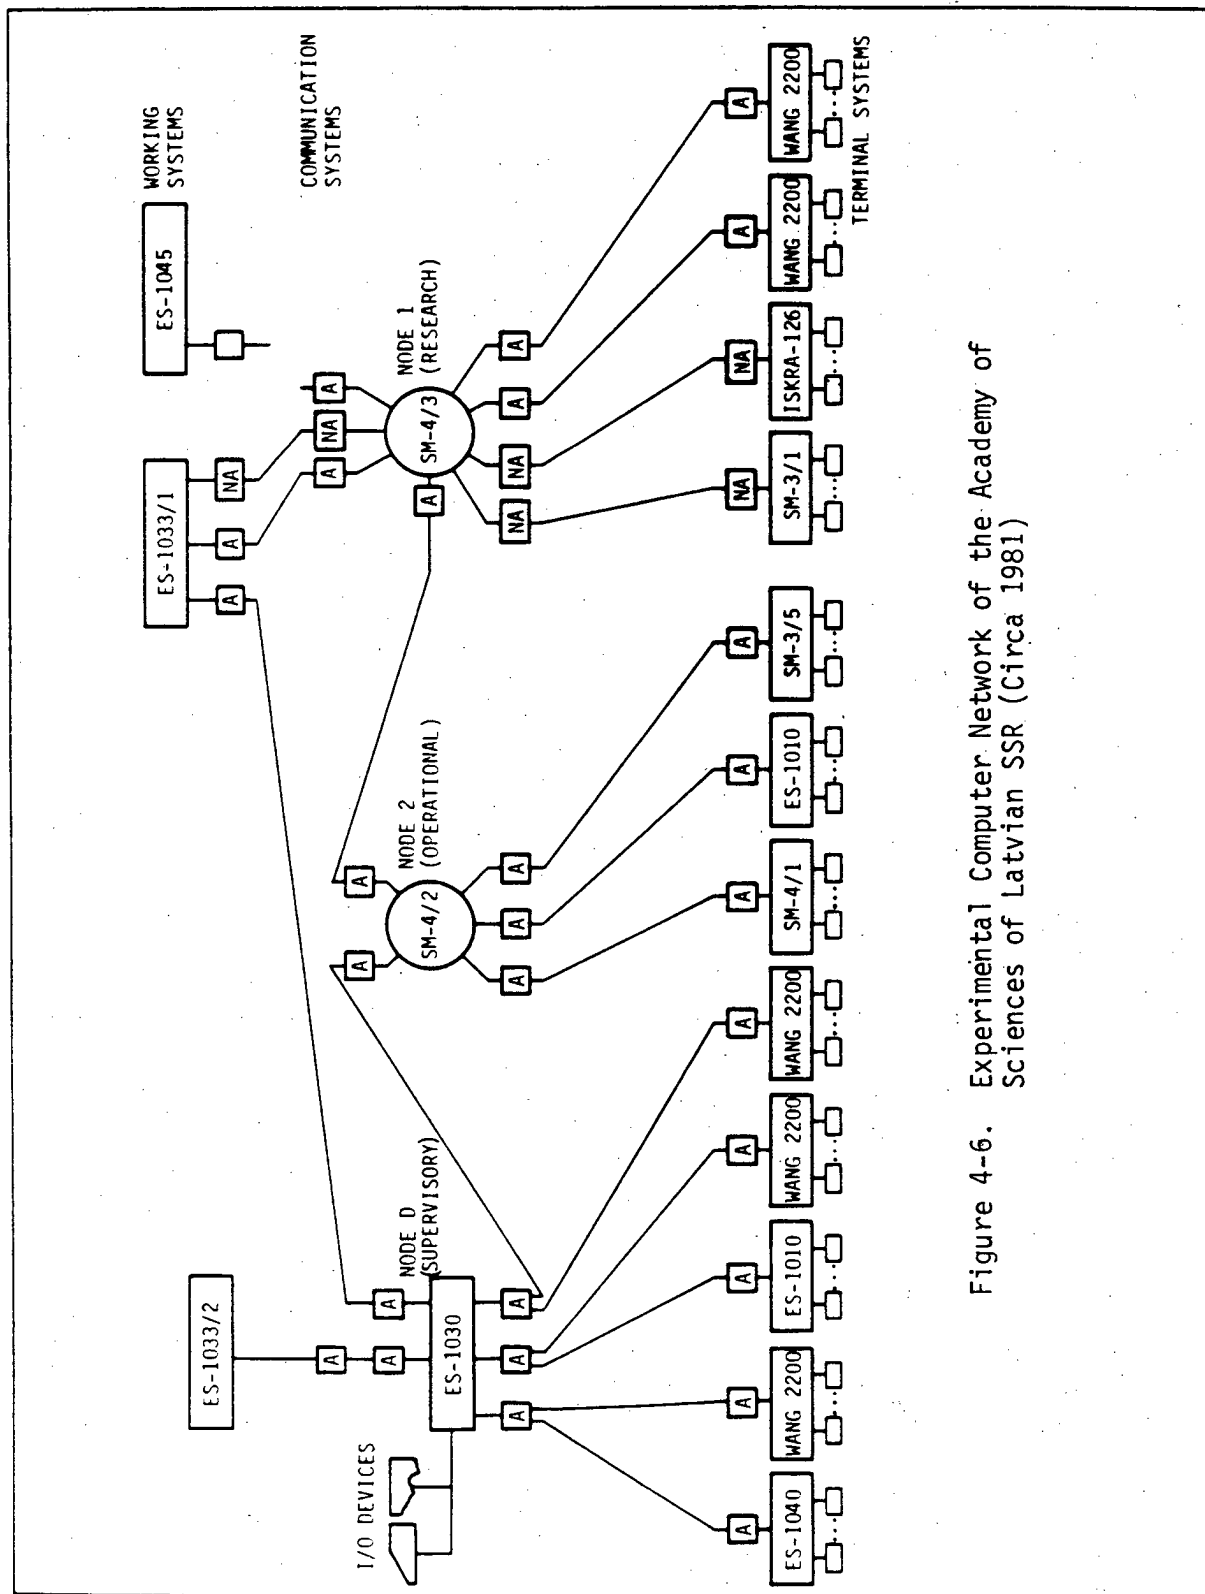 WORKING
SYSTEMS
ES-1033/2
ES-1033/1
ES-1045
A
A
NA
COMMUNICATION
SYSTEMS
I/O DEVICES
A
A
A
A
A
A
NA
A
ES-1030
NODE D
(SUPERVISORY)
SM-4/2
NODE 2
(OPERATIONAL)
A
SM-4/3
NODE 1
(RESEARCH)
A
A
A
A
A
A
NA
NA
A
A
A
A
A
A
A
A
A
A
NA
NA
A
A
ES-1040
WANG 2200
ES-1010
WANG 2200
WANG 2200
SM-4/1
ES-1010
SM-3/5
SM-3/1
ISKRA-126
WANG 2200
WANG 2200
TERMINAL SYSTEMS
Figure 4-6. Experimental Computer Network of the Academy of
Sciences of Latvian SSR (Circa 1981)